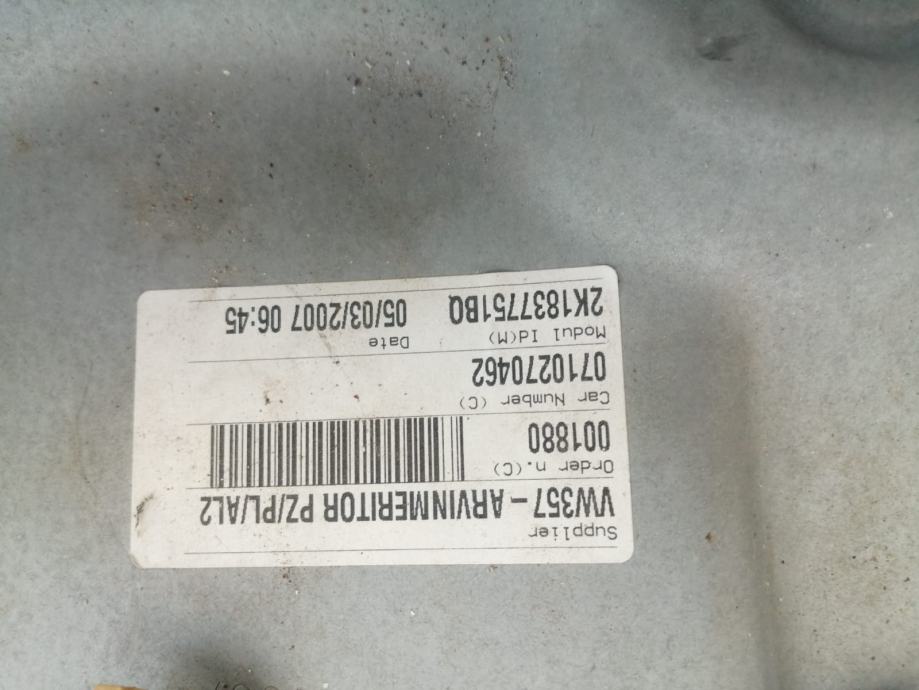 Supplier
VW357-ARVINMERITOR PZ/PL/AL2
Order n.(C)
001880
Car Number (C)
0710270462
Modul Id(M) Date
2K1837751BQ 05/03/2007 06:45